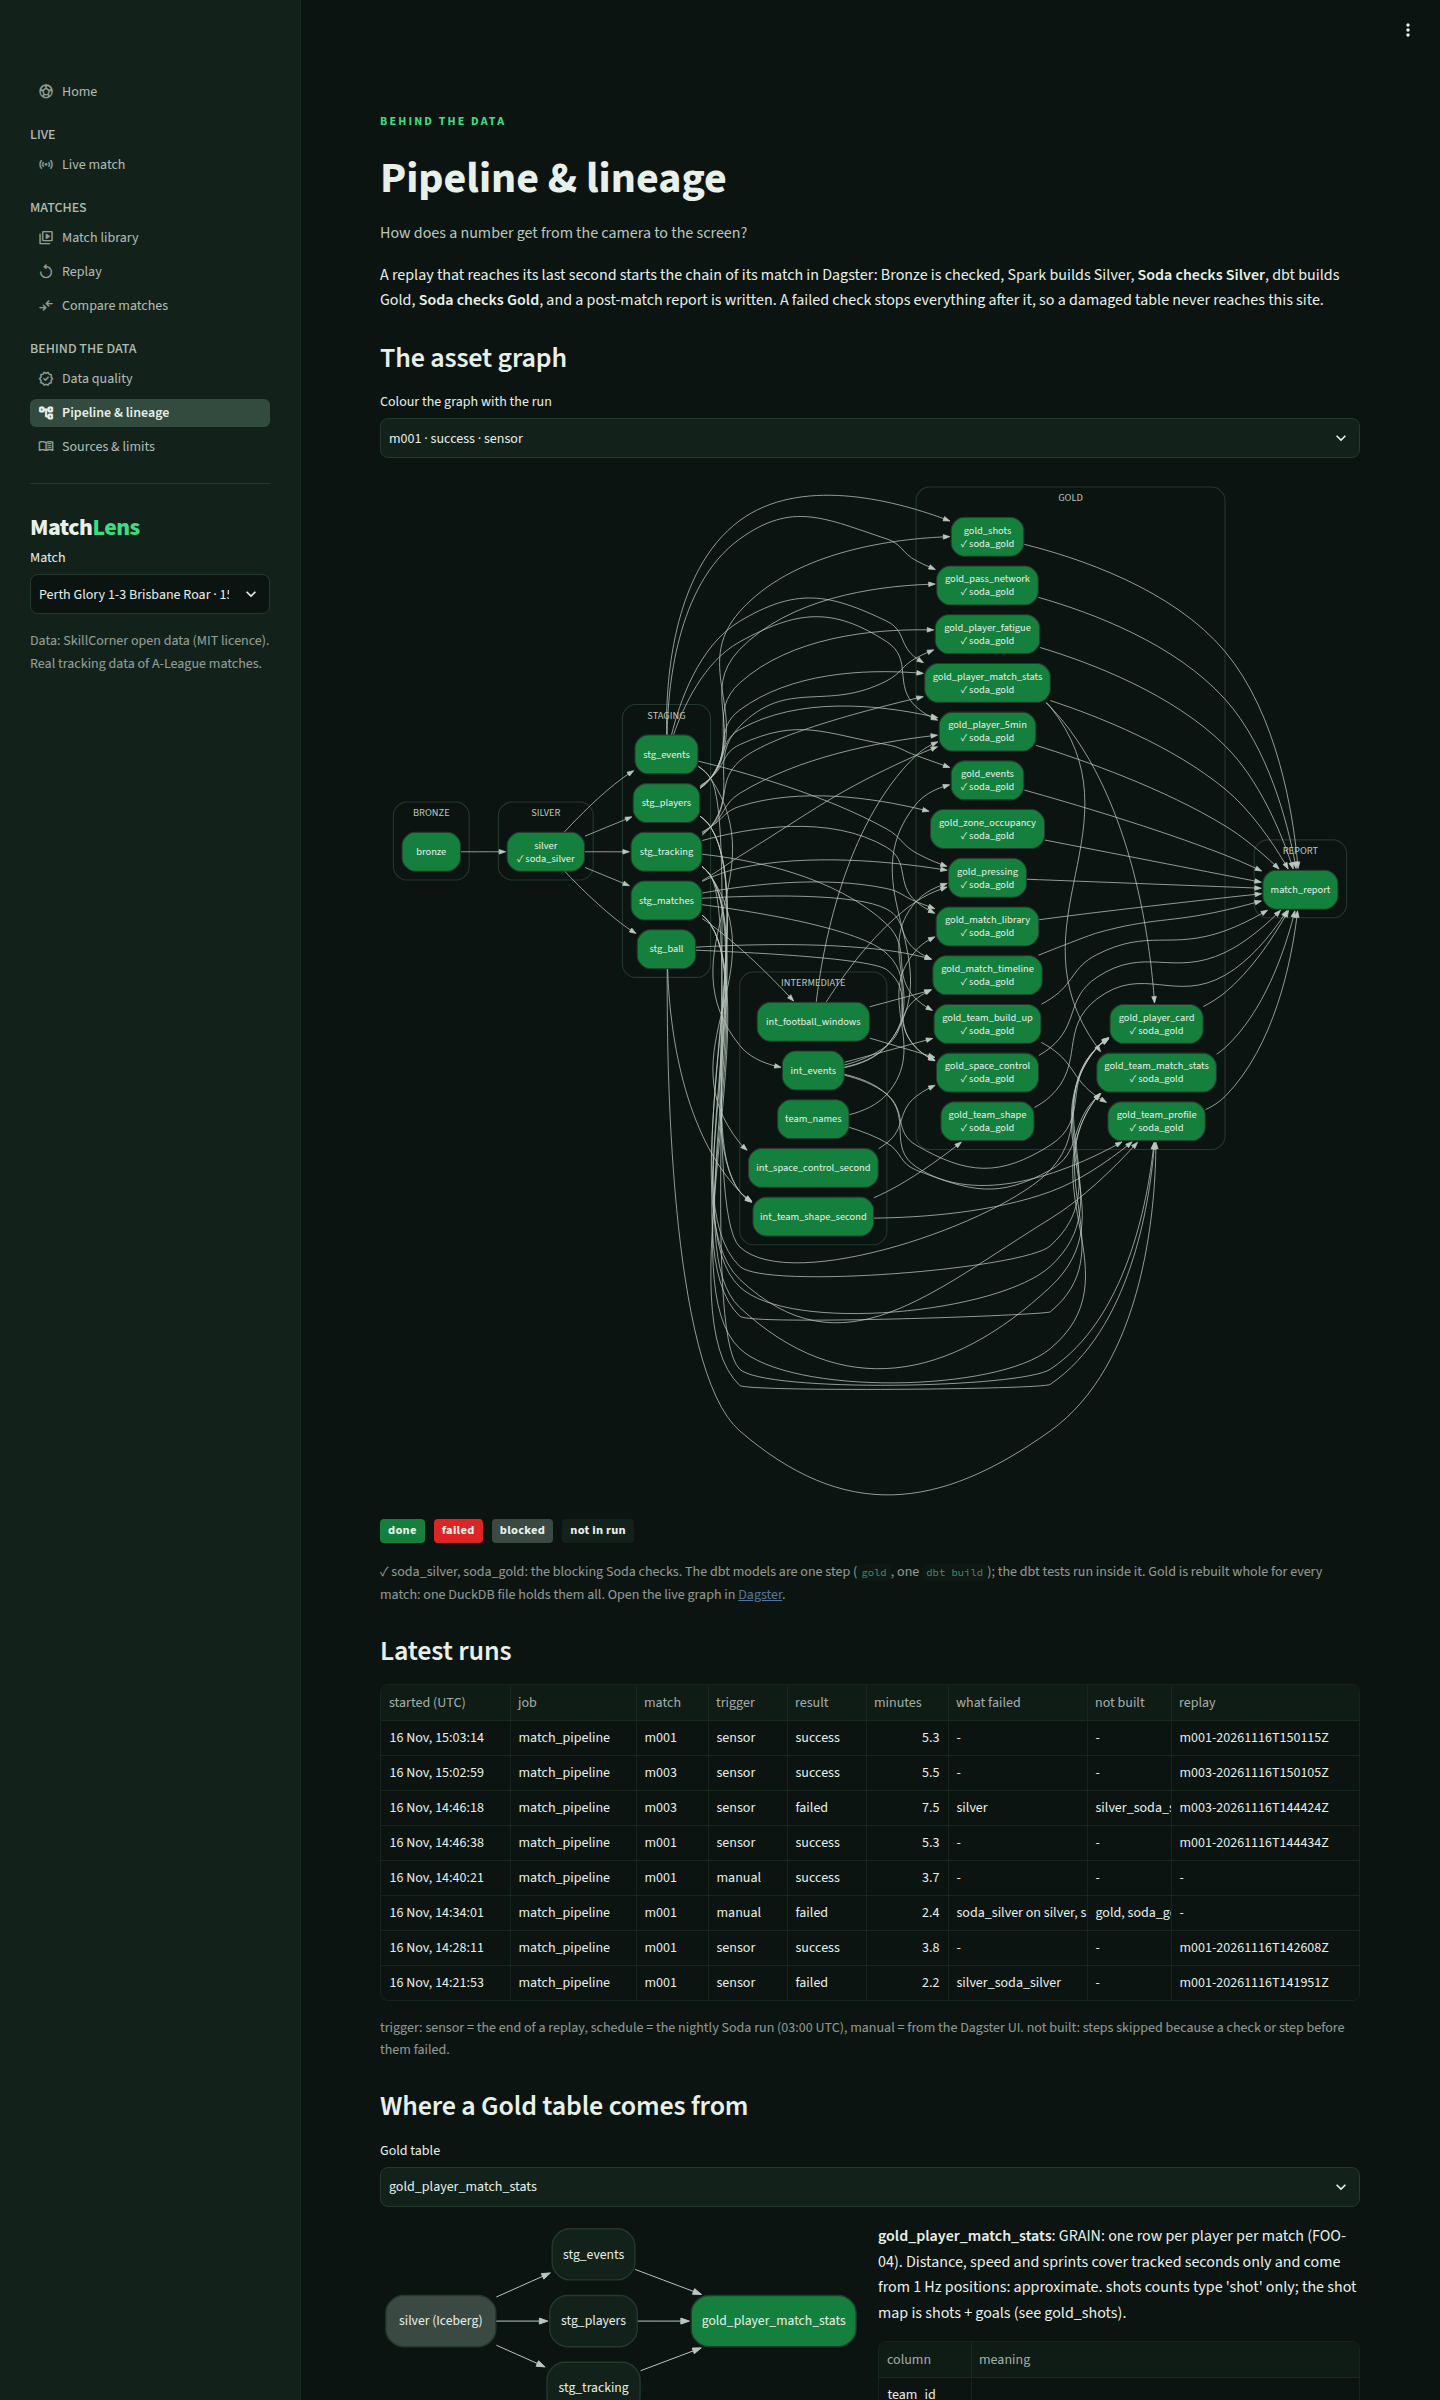 Home
LIVE
Live match
MATCHES
Match library
Replay
Compare matches
BEHIND THE DATA
Data quality
Pipeline & lineage
Sources & limits
MatchLens
Match
Perth Glory 1-3 Brisbane Roar · 1
Data: SkillCorner open data (MIT licence).
Real tracking data of A-League matches.
BEHIND THE DATA
Pipeline & lineage
How does a number get from the camera to the screen?
A replay that reaches its last second starts the chain of its match in Dagster: Bronze is checked, Spark builds Silver, Soda checks Silver, dbt builds
Gold, Soda checks Gold, and a post-match report is written. A failed check stops everything after it, so a damaged table never reaches this site.
The asset graph
Colour the graph with the run
m001 · success · sensor
BRONZE
bronze
SILVER
silver
✓ soda_silver
STAGING
stg_events
stg_players
stg_tracking
stg_matches
stg_ball
INTERMEDIATE
int_football_windows
int_events
team_names
int_space_control_second
int_team_shape_second
GOLD
gold_shots
✓ soda_gold
gold_pass_network
✓ soda_gold
gold_player_fatigue
✓ soda_gold
gold_player_match_stats
✓ soda_gold
gold_player_5min
✓ soda_gold
gold_events
✓ soda_gold
gold_zone_occupancy
✓ soda_gold
gold_pressing
✓ soda_gold
gold_match_library
✓ soda_gold
gold_match_timeline
✓ soda_gold
gold_team_build_up
✓ soda_gold
gold_space_control
✓ soda_gold
gold_team_shape
✓ soda_gold
gold_player_card
✓ soda_gold
gold_team_match_stats
✓ soda_gold
gold_team_profile
✓ soda_gold
REPORT
match_report
done failed blocked not in run
✓ soda_silver, soda_gold: the blocking Soda checks. The dbt models are one step ( gold , one dbt build ); the dbt tests run inside it. Gold is rebuilt whole for every
match: one DuckDB file holds them all. Open the live graph in Dagster.
Latest runs
started (UTC) job match trigger result minutes what failed not built replay
16 Nov, 15:03:14 match_pipeline m001 sensor success 5.3 - - m001-20261116T150115Z
16 Nov, 15:02:59 match_pipeline m003 sensor success 5.5 - - m003-20261116T150105Z
16 Nov, 14:46:18 match_pipeline m003 sensor failed 7.5 silver silver_soda_s m003-20261116T144424Z
16 Nov, 14:46:38 match_pipeline m001 sensor success 5.3 - - m001-20261116T144434Z
16 Nov, 14:40:21 match_pipeline m001 manual success 3.7 - - -
16 Nov, 14:34:01 match_pipeline m001 manual failed 2.4 soda_silver on silver, s gold, soda_g -
16 Nov, 14:28:11 match_pipeline m001 sensor success 3.8 - - m001-20261116T142608Z
16 Nov, 14:21:53 match_pipeline m001 sensor failed 2.2 silver_soda_silver - m001-20261116T141951Z
trigger: sensor = the end of a replay, schedule = the nightly Soda run (03:00 UTC), manual = from the Dagster UI. not built: steps skipped because a check or step before
them failed.
Where a Gold table comes from
Gold table
gold_player_match_stats
silver (Iceberg)
stg_events
stg_players
stg_tracking
gold_player_match_stats
gold_player_match_stats: GRAIN: one row per player per match (FOO-
04). Distance, speed and sprints cover tracked seconds only and come
from 1 Hz positions: approximate. shots counts type 'shot' only; the shot
map is shots + goals (see gold_shots).
column meaning
team_id